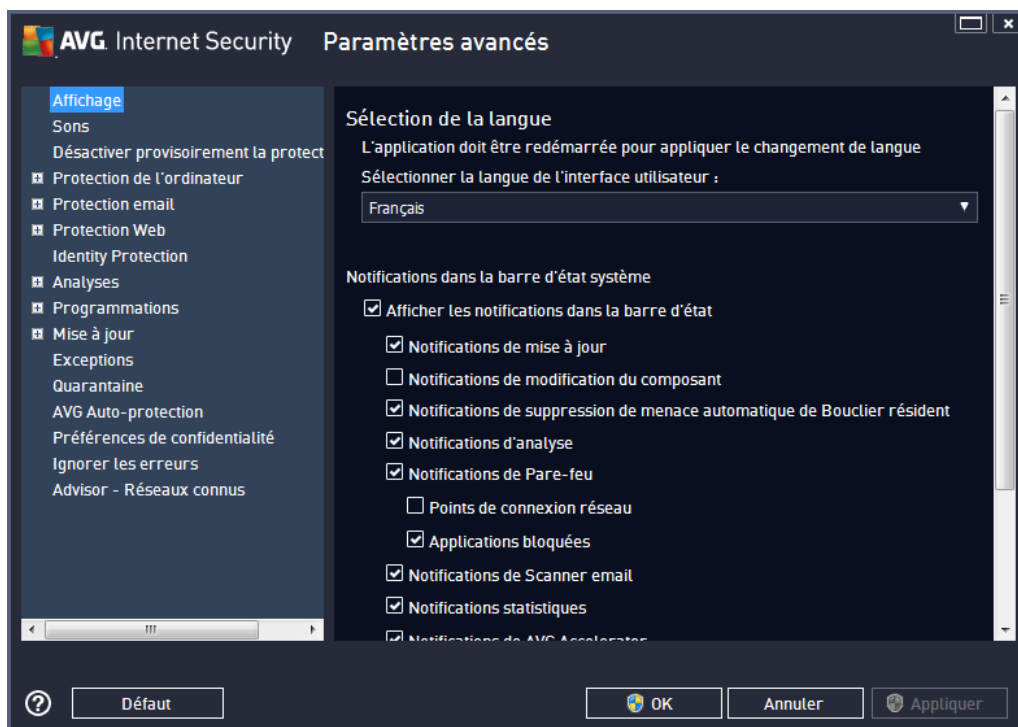 AVG. Internet Security Paramètres avancés
Affichage
Sons
Désactiver provisoirement la protect
Protection de l'ordinateur
Protection email
Protection Web
Identity Protection
Analyses
Programmations
Mise à jour
Exceptions
Quarantaine
AVG Auto-protection
Préférences de confidentialité
Ignorer les erreurs
Advisor - Réseaux connus
Sélection de la langue
L'application doit être redémarrée pour appliquer le changement de langue
Sélectionner la langue de l'interface utilisateur :
Français
Notifications dans la barre d'état système
Afficher les notifications dans la barre d'état
Notifications de mise à jour
Notifications de modification du composant
Notifications de suppression de menace automatique de Bouclier résident
Notifications d'analyse
Notifications de Pare-feu
Points de connexion réseau
Applications bloquées
Notifications de Scanner email
Notifications statistiques
Notifications de AVG Accelerator
? Défaut OK Annuler Appliquer